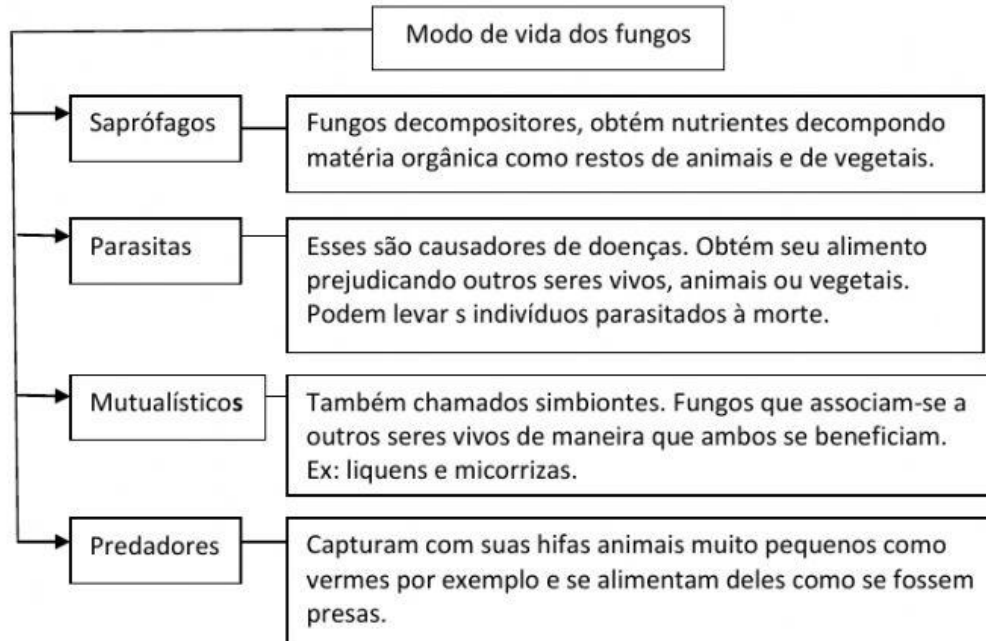 Modo de vida dos fungos
Saprófagos
Fungos decompositores, obtém nutrientes decompondo
matéria orgânica como restos de animais e de vegetais.
Parasitas
Esses são causadores de doenças. Obtém seu alimento
prejudicando outros seres vivos, animais ou vegetais.
Podem levar s indivíduos parasitados à morte.
Mutualísticos
Também chamados simbiontes. Fungos que associam-se a
outros seres vivos de maneira que ambos se beneficiam.
Ex: liquens e micorrizas.
Predadores
Capturam com suas hifas animais muito pequenos como
vermes por exemplo e se alimentam deles como se fossem
presas.